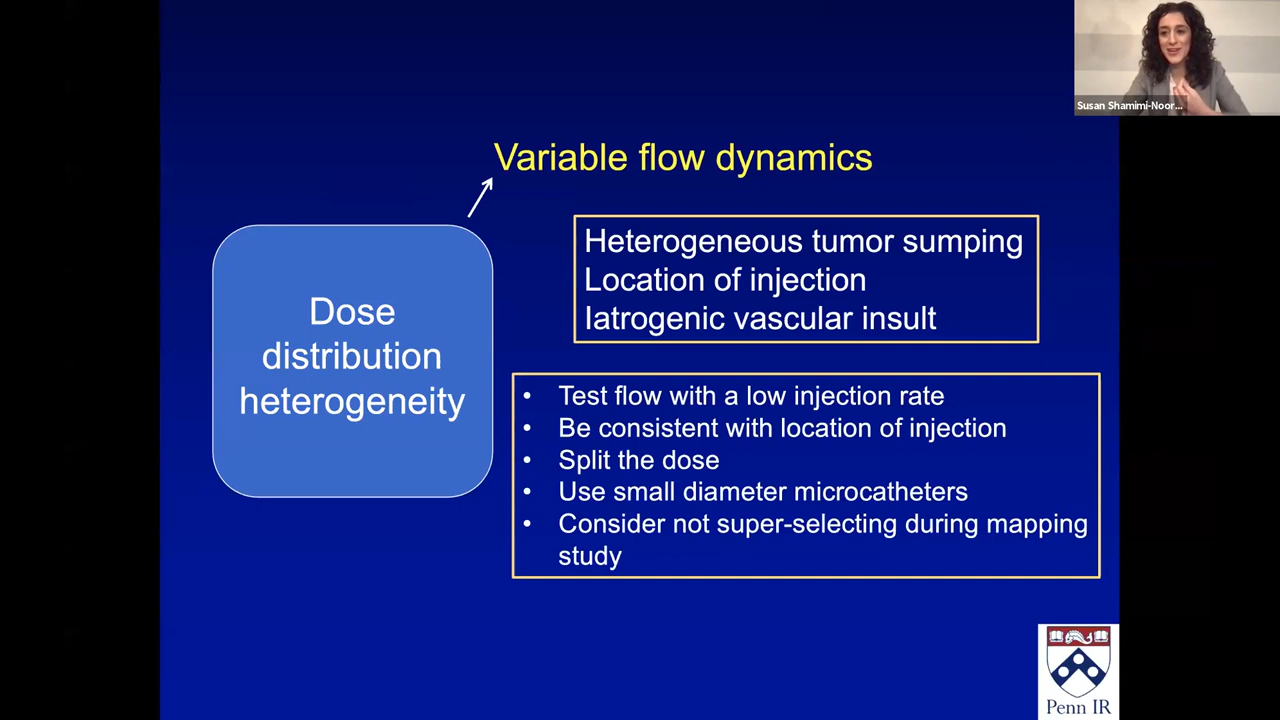 Susan Shamimi-Noor...
Variable flow dynamics
Dose
distribution
heterogeneity
Heterogeneous tumor sumping
Location of injection
Iatrogenic vascular insult
• Test flow with a low injection rate
• Be consistent with location of injection
• Split the dose
• Use small diameter microcatheters
• Consider not super-selecting during mapping
study
Penn IR